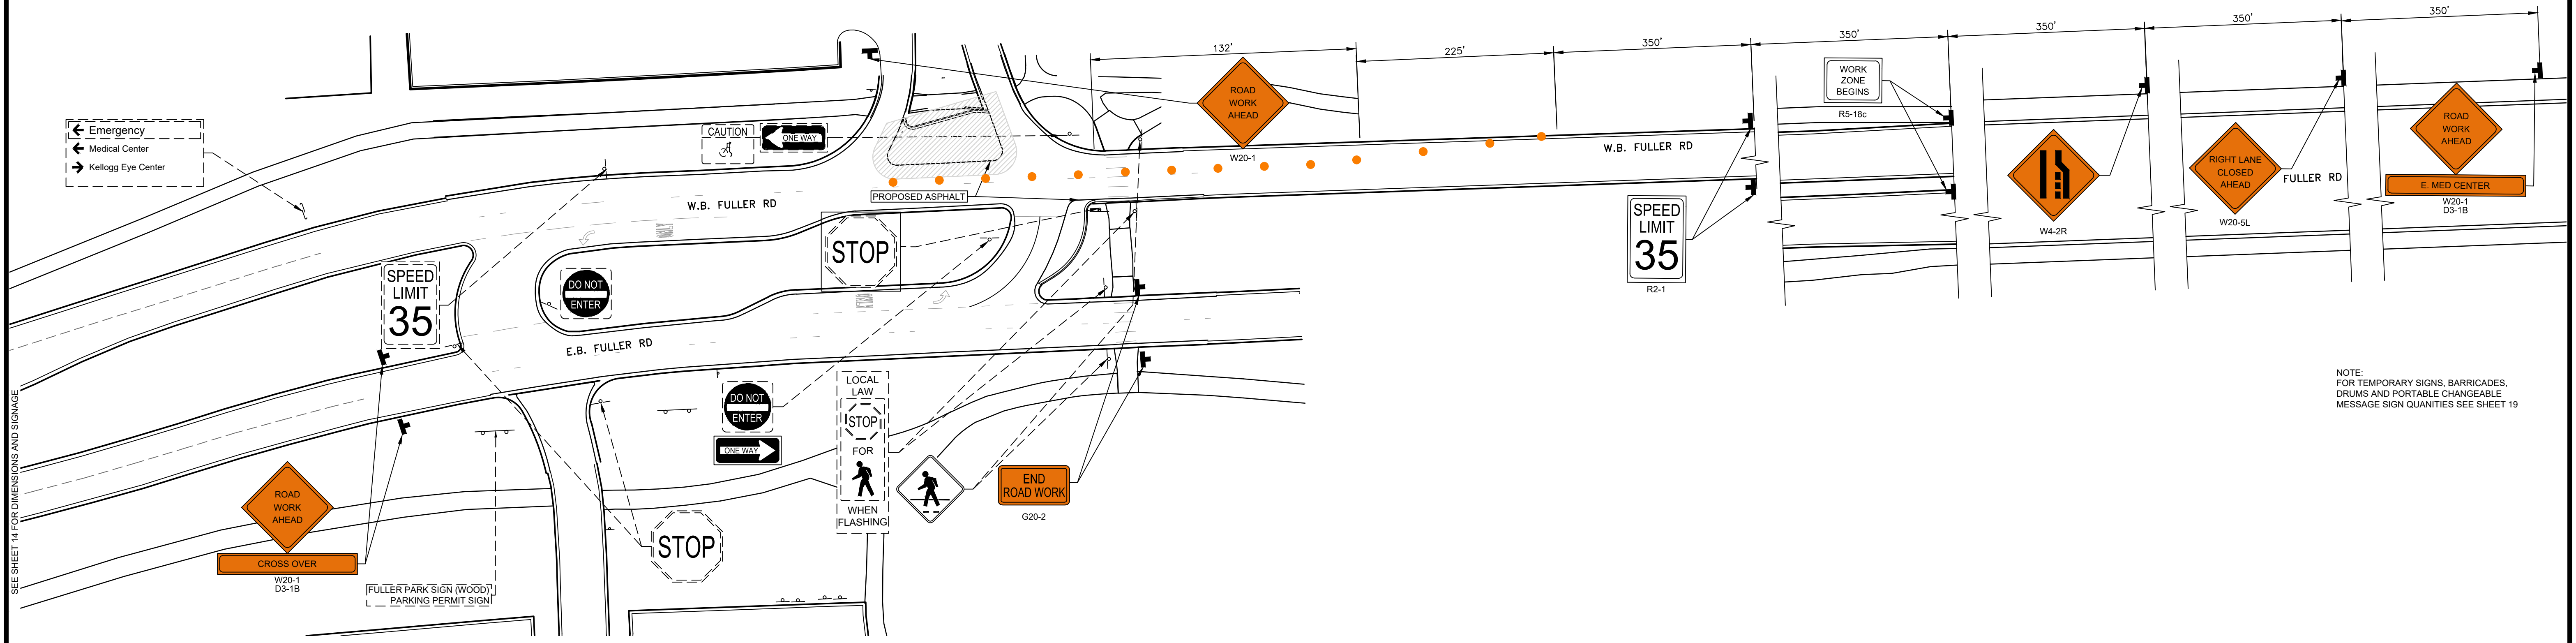 132'
225'
350'
350'
350'
350'
350'
Emergency
Medical Center
Kellogg Eye Center
CAUTION
ONE WAY
ROAD
WORK
AHEAD
W20-1
PROPOSED ASPHALT
W.B. FULLER RD
W.B. FULLER RD
WORK
ZONE
BEGINS
R5-18c
W4-2R
RIGHT LANE
CLOSED
AHEAD
W20-5L
FULLER RD
ROAD
WORK
AHEAD
E. MED CENTER
W20-1
D3-1B
SPEED
LIMIT
35
R2-1
STOP
SPEED
LIMIT
35
DO NOT
ENTER
E.B. FULLER RD
DO NOT
ENTER
ONE WAY
LOCAL
LAW
STOP
FOR
WHEN
FLASHING
END
ROAD WORK
G20-2
STOP
ROAD
WORK
AHEAD
CROSS OVER
W20-1
D3-1B
FULLER PARK SIGN (WOOD)
PARKING PERMIT SIGN
SEE SHEET 14 FOR DIMENSIONS AND SIGNAGE
NOTE:
FOR TEMPORARY SIGNS, BARRICADES,
DRUMS AND PORTABLE CHANGEABLE
MESSAGE SIGN QUANITIES SEE SHEET 19